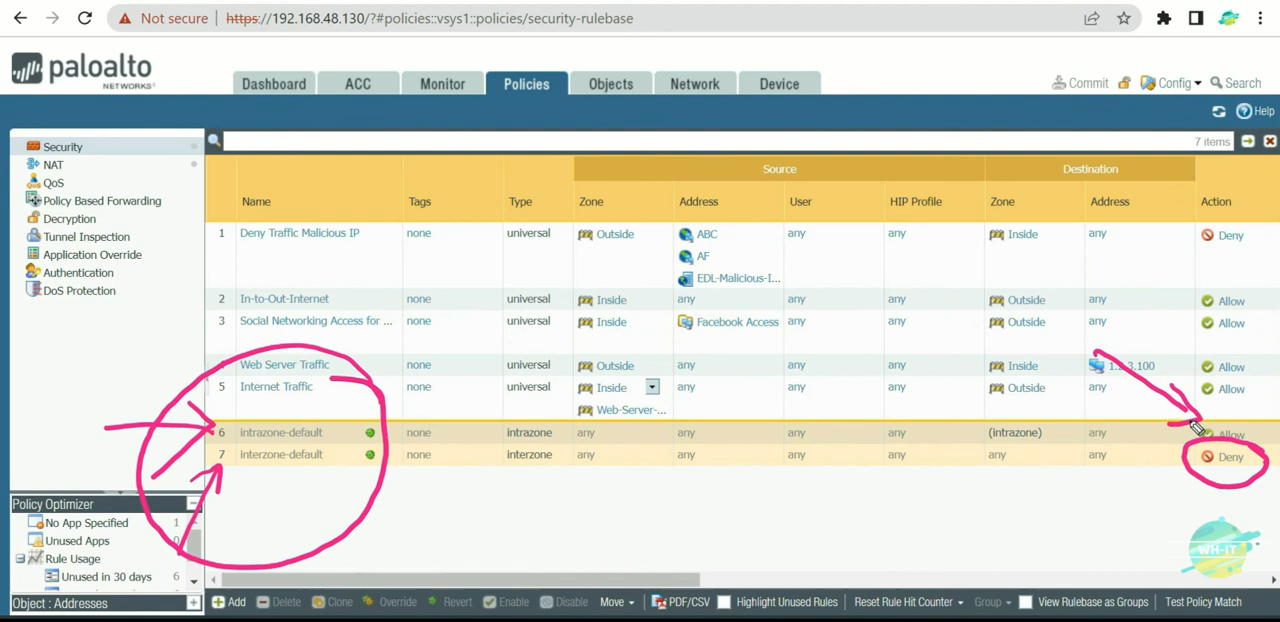 Not secure https://192.168.48.130/?#policies::vsys1::policies/security-rulebase
paloalto
NETWORKS
Dashboard ACC Monitor Policies Objects Network Device
Commit Config Search
Help
7 items
Security
NAT
QoS
Policy Based Forwarding
Decryption
Tunnel Inspection
Application Override
Authentication
DoS Protection
Source Destination
Name Tags Type Zone Address User HIP Profile Zone Address Action
1 Deny Traffic Malicious IP none universal Outside ABC any any Inside any Deny
AF
EDL-Malicious-I...
2 In-to-Out-Internet none universal Inside any any any Outside any Allow
3 Social Networking Access for ... none universal Inside Facebook Access any any Outside any Allow
Web Server Traffic none universal Outside any any any Inside Allow
5 Internet Traffic none universal Inside any any any Outside any Allow
Web-Server-...
6 intrazone-default none intrazone any any any any (intrazone) any Allow
7 interzone-default none interzone any any any any any any Deny
Policy Optimizer
No App Specified 1
Unused Apps 0
Rule Usage
Unused in 30 days 6
Object : Addresses
WH-IT
Add Delete Clone Override Revert Enable Disable Move PDF/CSV Highlight Unused Rules Reset Rule Hit Counter Group View Rulebase as Groups Test Policy Match